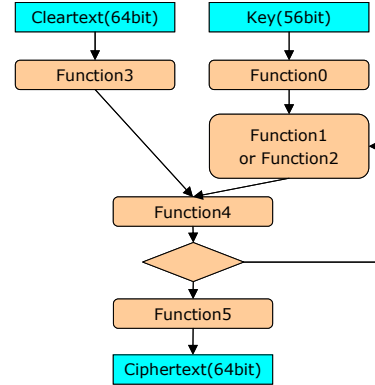 Cleartext(64bit)
Key(56bit)
Function3
Function0
Function1
or Function2
Function4
Function5
Ciphertext(64bit)